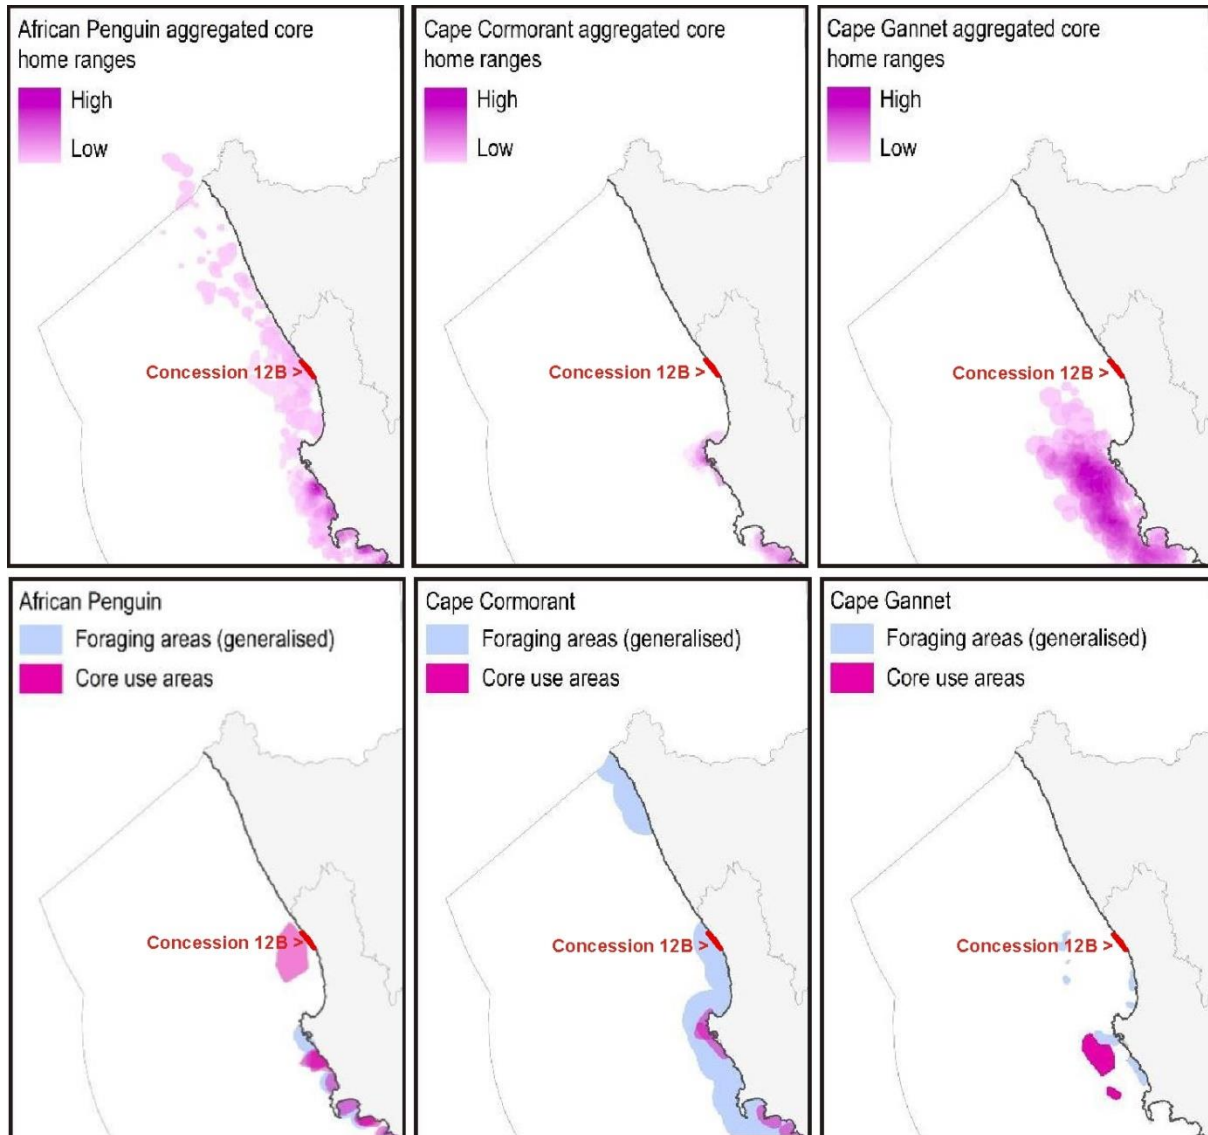 African Penguin aggregated core
home ranges
High
Low
Concession 12B >
Cape Cormorant aggregated core
home ranges
High
Low
Concession 12B >
Cape Gannet aggregated core
home ranges
High
Low
Concession 12B >
African Penguin
Foraging areas (generalised)
Core use areas
Concession 12B >
Cape Cormorant
Foraging areas (generalised)
Core use areas
Concession 12B >
Cape Gannet
Foraging areas (generalised)
Core use areas
Concession 12B >